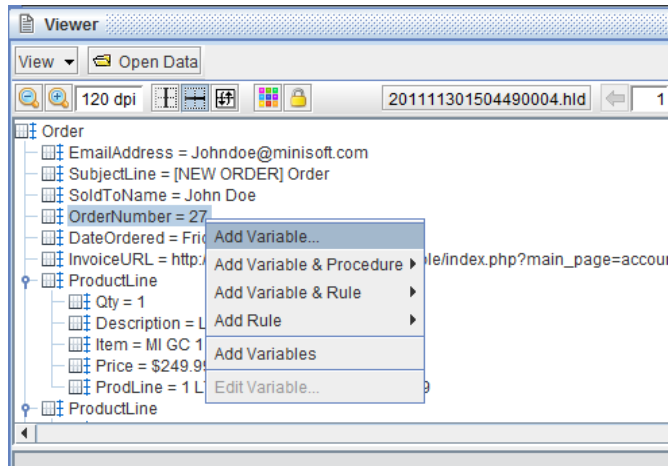 Viewer
View Open Data
120 dpi 201111301504490004.hld 1
Order
EmailAddress = Johndoe@minisoft.com
SubjectLine = [NEW ORDER] Order
SoldToName = John Doe
OrderNumber = 27
Add Variable...
DateOrdered = Frid
InvoiceURL = http:/ le/index.php?main_page=accour
Add Variable & Procedure
ProductLine
Add Variable & Rule
Qty = 1
Description = L
Add Rule
Item = MI GC 1
Add Variables
Price = $249.99
ProdLine = 1 LT 9
Edit Variable...
ProductLine